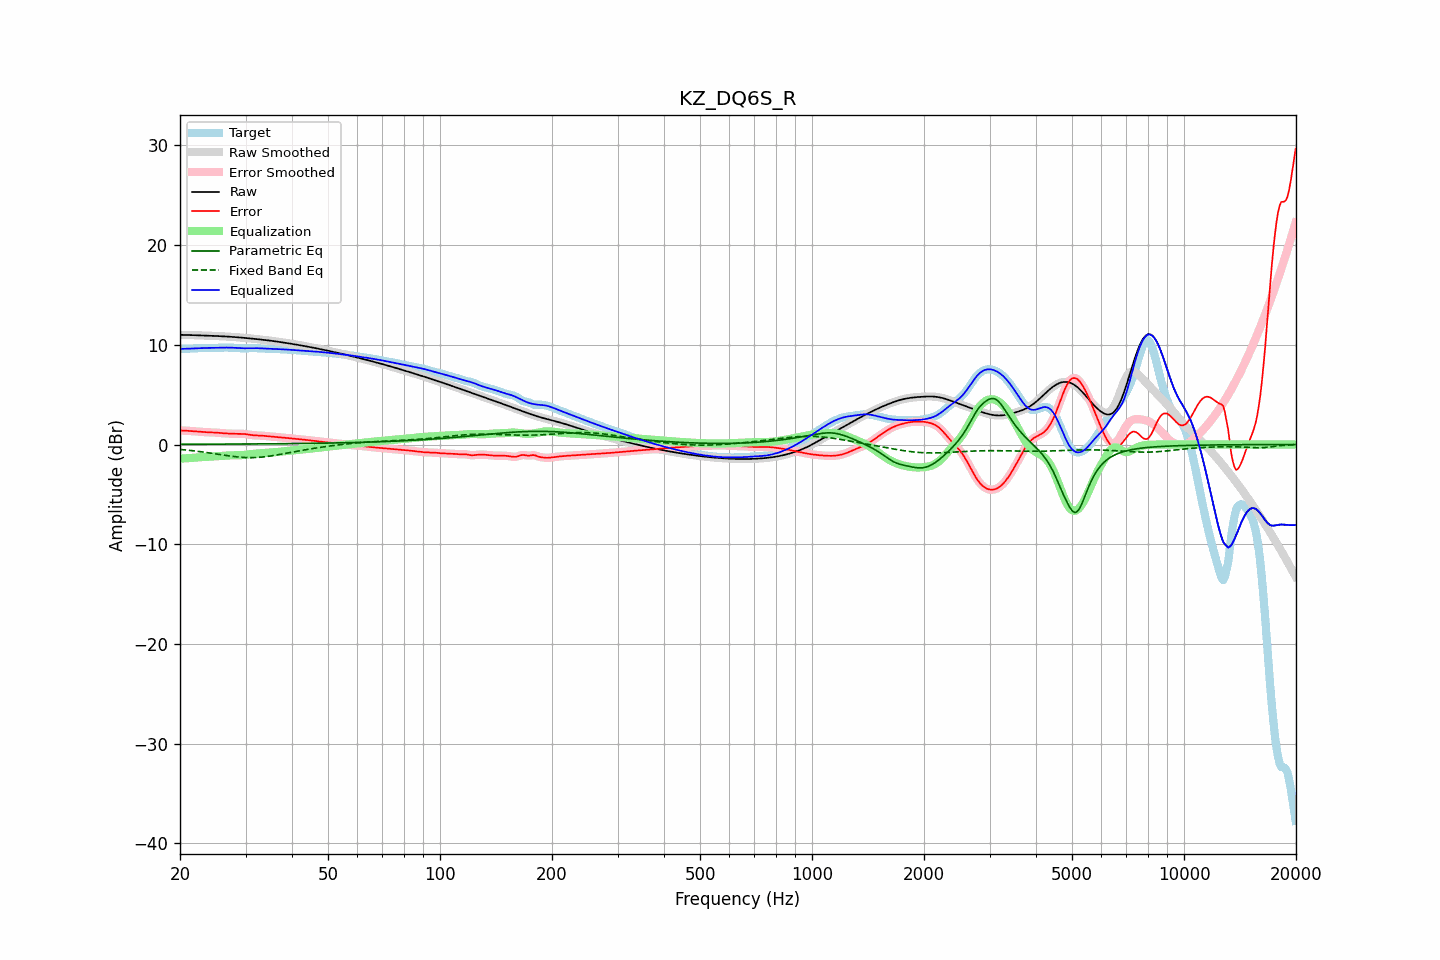 KZ_DQ6S_R
Target
Raw Smoothed
Error Smoothed
Raw
Error
Equalization
Parametric Eq
Fixed Band Eq
Equalized
30
20
10
0
−10
−20
−30
−40
Amplitude (dBr)
20 50 100 200 500 1000 2000 5000 10000 20000
Frequency (Hz)